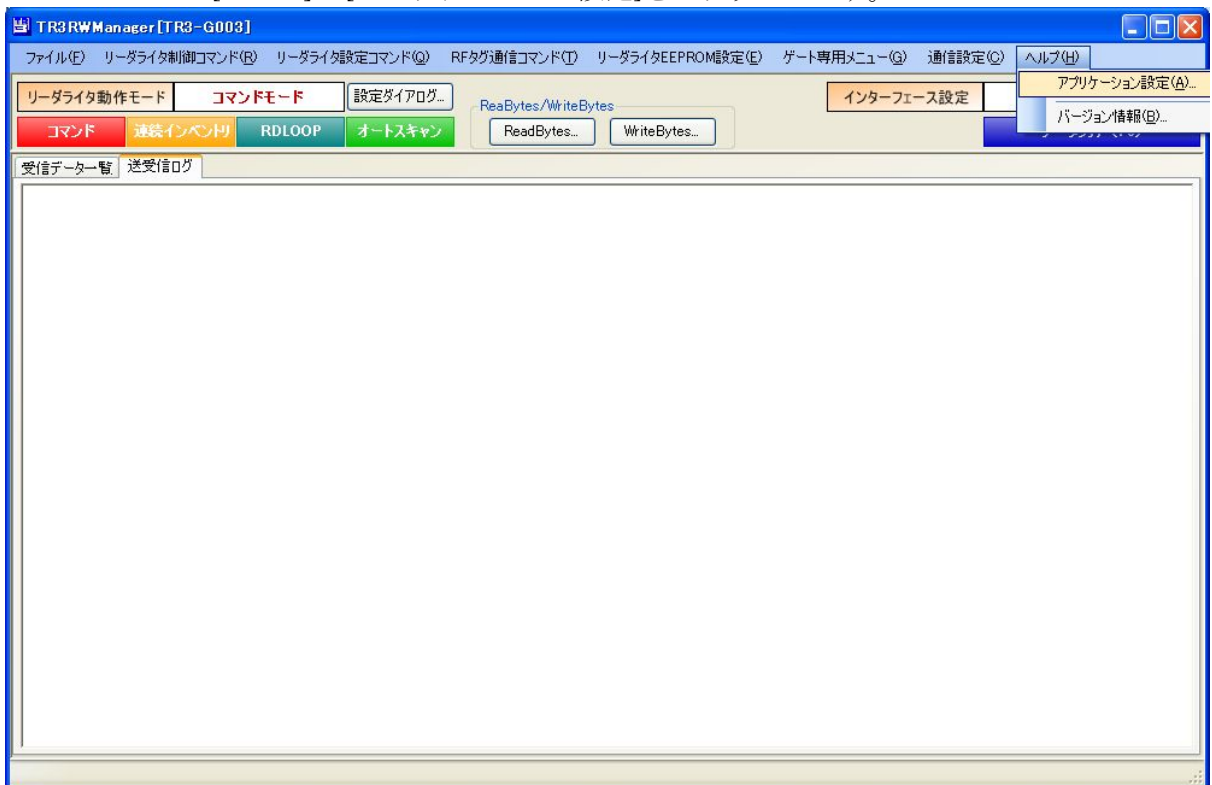 TR3RWManager[TR3-G003]
ファイル(F) リーダライタ制御コマンド(R) リーダライタ設定コマンド(Q) RFタグ通信コマンド(T) リーダライタEEPROM設定(E) ゲート専用メニュー(G) 通信設定(C) ヘルプ(H)
アプリケーション設定(A)...
バージョン情報(B)...
リーダライタ動作モード コマンドモード 設定ダイアログ... ReaBytes/WriteBytes インターフェース設定
コマンド 連続インベントリ RDLOOP オートスキャン ReadBytes... WriteBytes...
受信データ一覧 送受信ログ